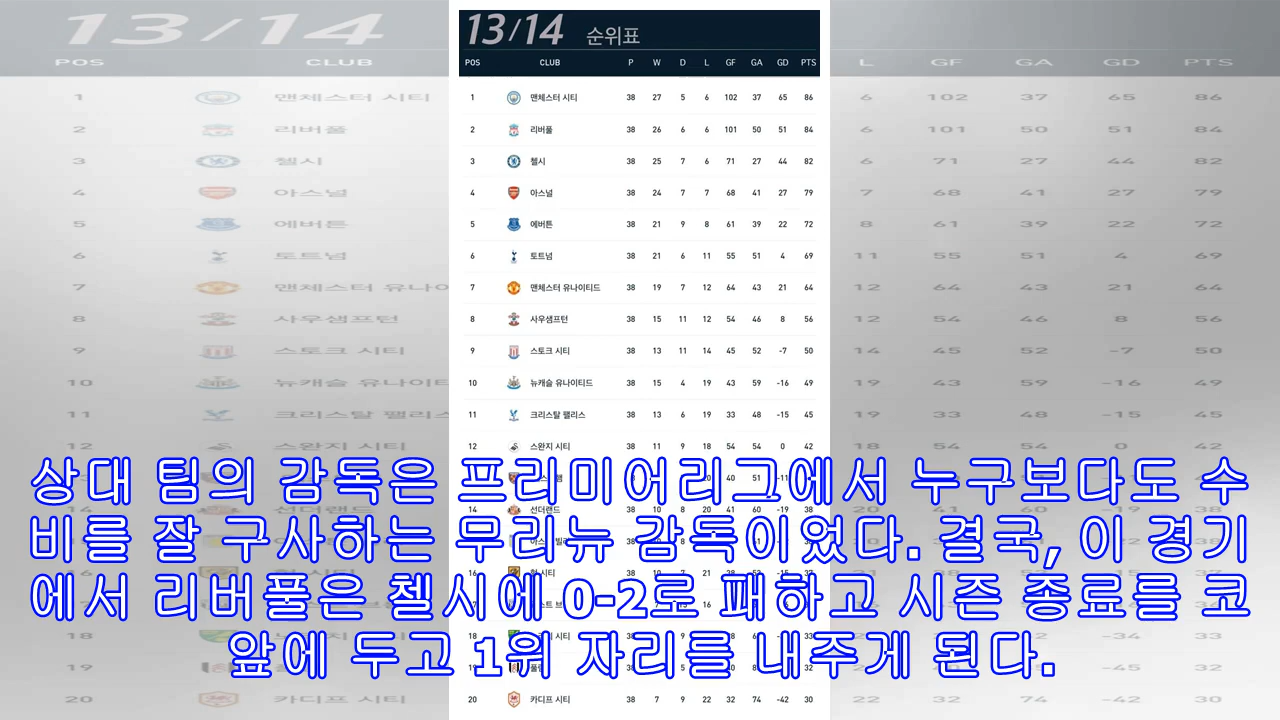 13/14 순위표
POS CLUB P W D L GF GA GD PTS
1 맨체스터 시티 38 27 5 6 102 37 65 86
2 리버풀 38 26 6 6 101 50 51 84
3 첼시 38 25 7 6 71 27 44 82
4 아스널 38 24 7 7 68 41 27 79
5 에버튼 38 21 9 8 61 39 22 72
6 토트넘 38 21 6 11 55 51 4 69
7 맨체스터 유나이티드 38 19 7 12 64 43 21 64
8 사우샘프턴 38 15 11 12 54 46 8 56
9 스토크 시티 38 13 11 14 45 52 -7 50
10 뉴캐슬 유나이티드 38 15 4 19 43 59 -16 49
11 크리스탈 팰리스 38 13 6 19 33 48 -15 45
12 스완지 시티 38 11 9 18 54 54 0 42
14 선더랜드 38 10 8 20 41 60 -19 38
20 카디프 시티 38 7 9 22 32 74 -42 30
상대 팀의 감독은 프리미어리그에서 누구보다도 수
비를 잘 구사하는 무리뉴 감독이었다. 결국, 이 경기
에서 리버풀은 첼시에 0-2로 패하고 시즌 종료를 코
앞에 두고 1위 자리를 내주게 된다.